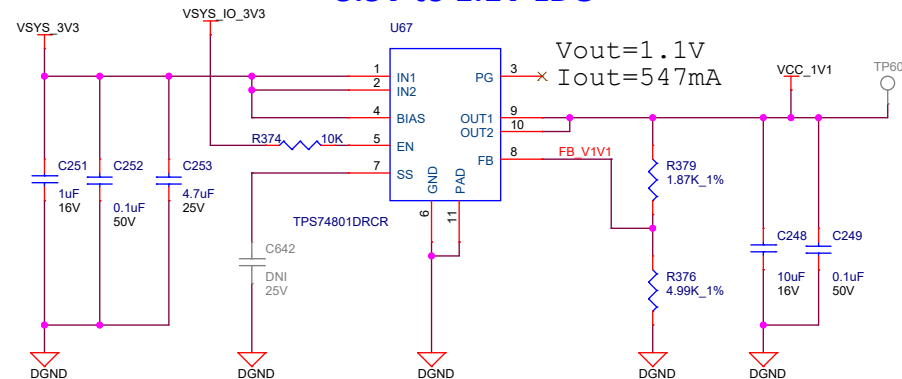 VSYS_3V3
VSYS_IO_3V3
U67
Vout=1.1V
Iout=547mA
VCC_1V1
TP60
1 IN1
2 IN2
4 BIAS
5 EN
7 SS
PG 3
OUT1 9
OUT2 10
FB 8
GND 6
PAD 11
TPS74801DRCR
R374 10K
FB_V1V1
C251
1uF
16V
C252
0.1uF
50V
C253
4.7uF
25V
C642
DNI
25V
R379
1.87K_1%
R376
4.99K_1%
C248
10uF
16V
C249
0.1uF
50V
DGND
DGND
DGND
DGND
DGND